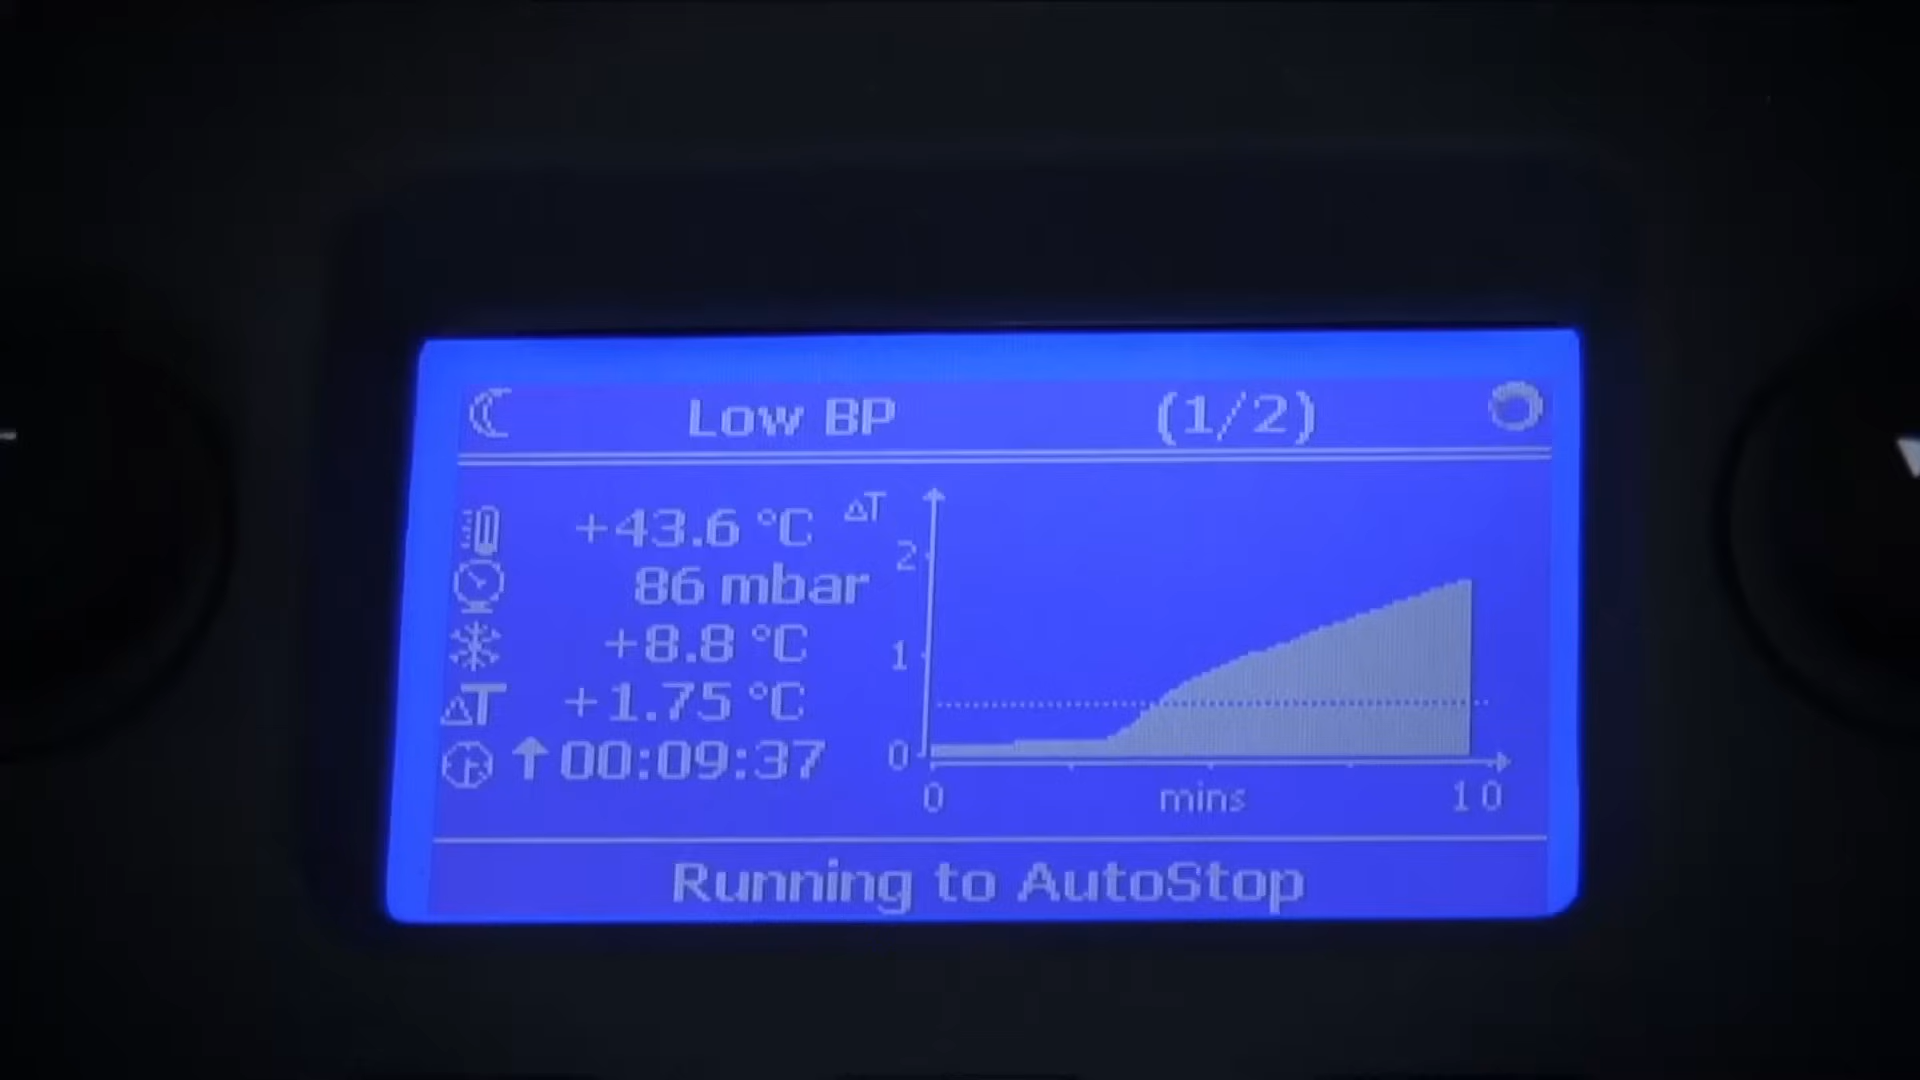 Low BP (1/2)
+43.6 °C
86 mbar
+8.8 °C
ΔT +1.75 °C
↑00:09:37
ΔT
2
1
0
0 mins 10
Running to AutoStop